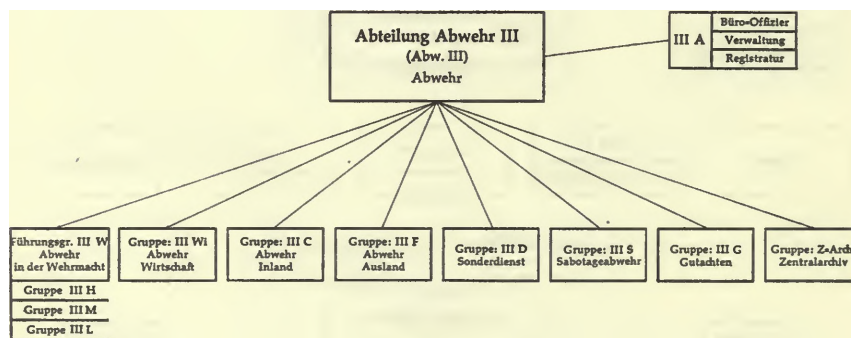 Abteilung Abwehr III
(Abw. III)
Abwehr
III A
Büro=Offizier
Verwaltung
Registratur
Führungsgr. III W
Abwehr
in der Wehrmacht
Gruppe III H
Gruppe III M
Gruppe III L
Gruppe: III Wi
Abwehr
Wirtschaft
Gruppe: III C
Abwehr
Inland
Gruppe: III F
Abwehr
Ausland
Gruppe: III D
Sonderdienst
Gruppe: III S
Sabotageabwehr
Gruppe: III G
Gutachten
Gruppe: Z=Arch
Zentralarchiv